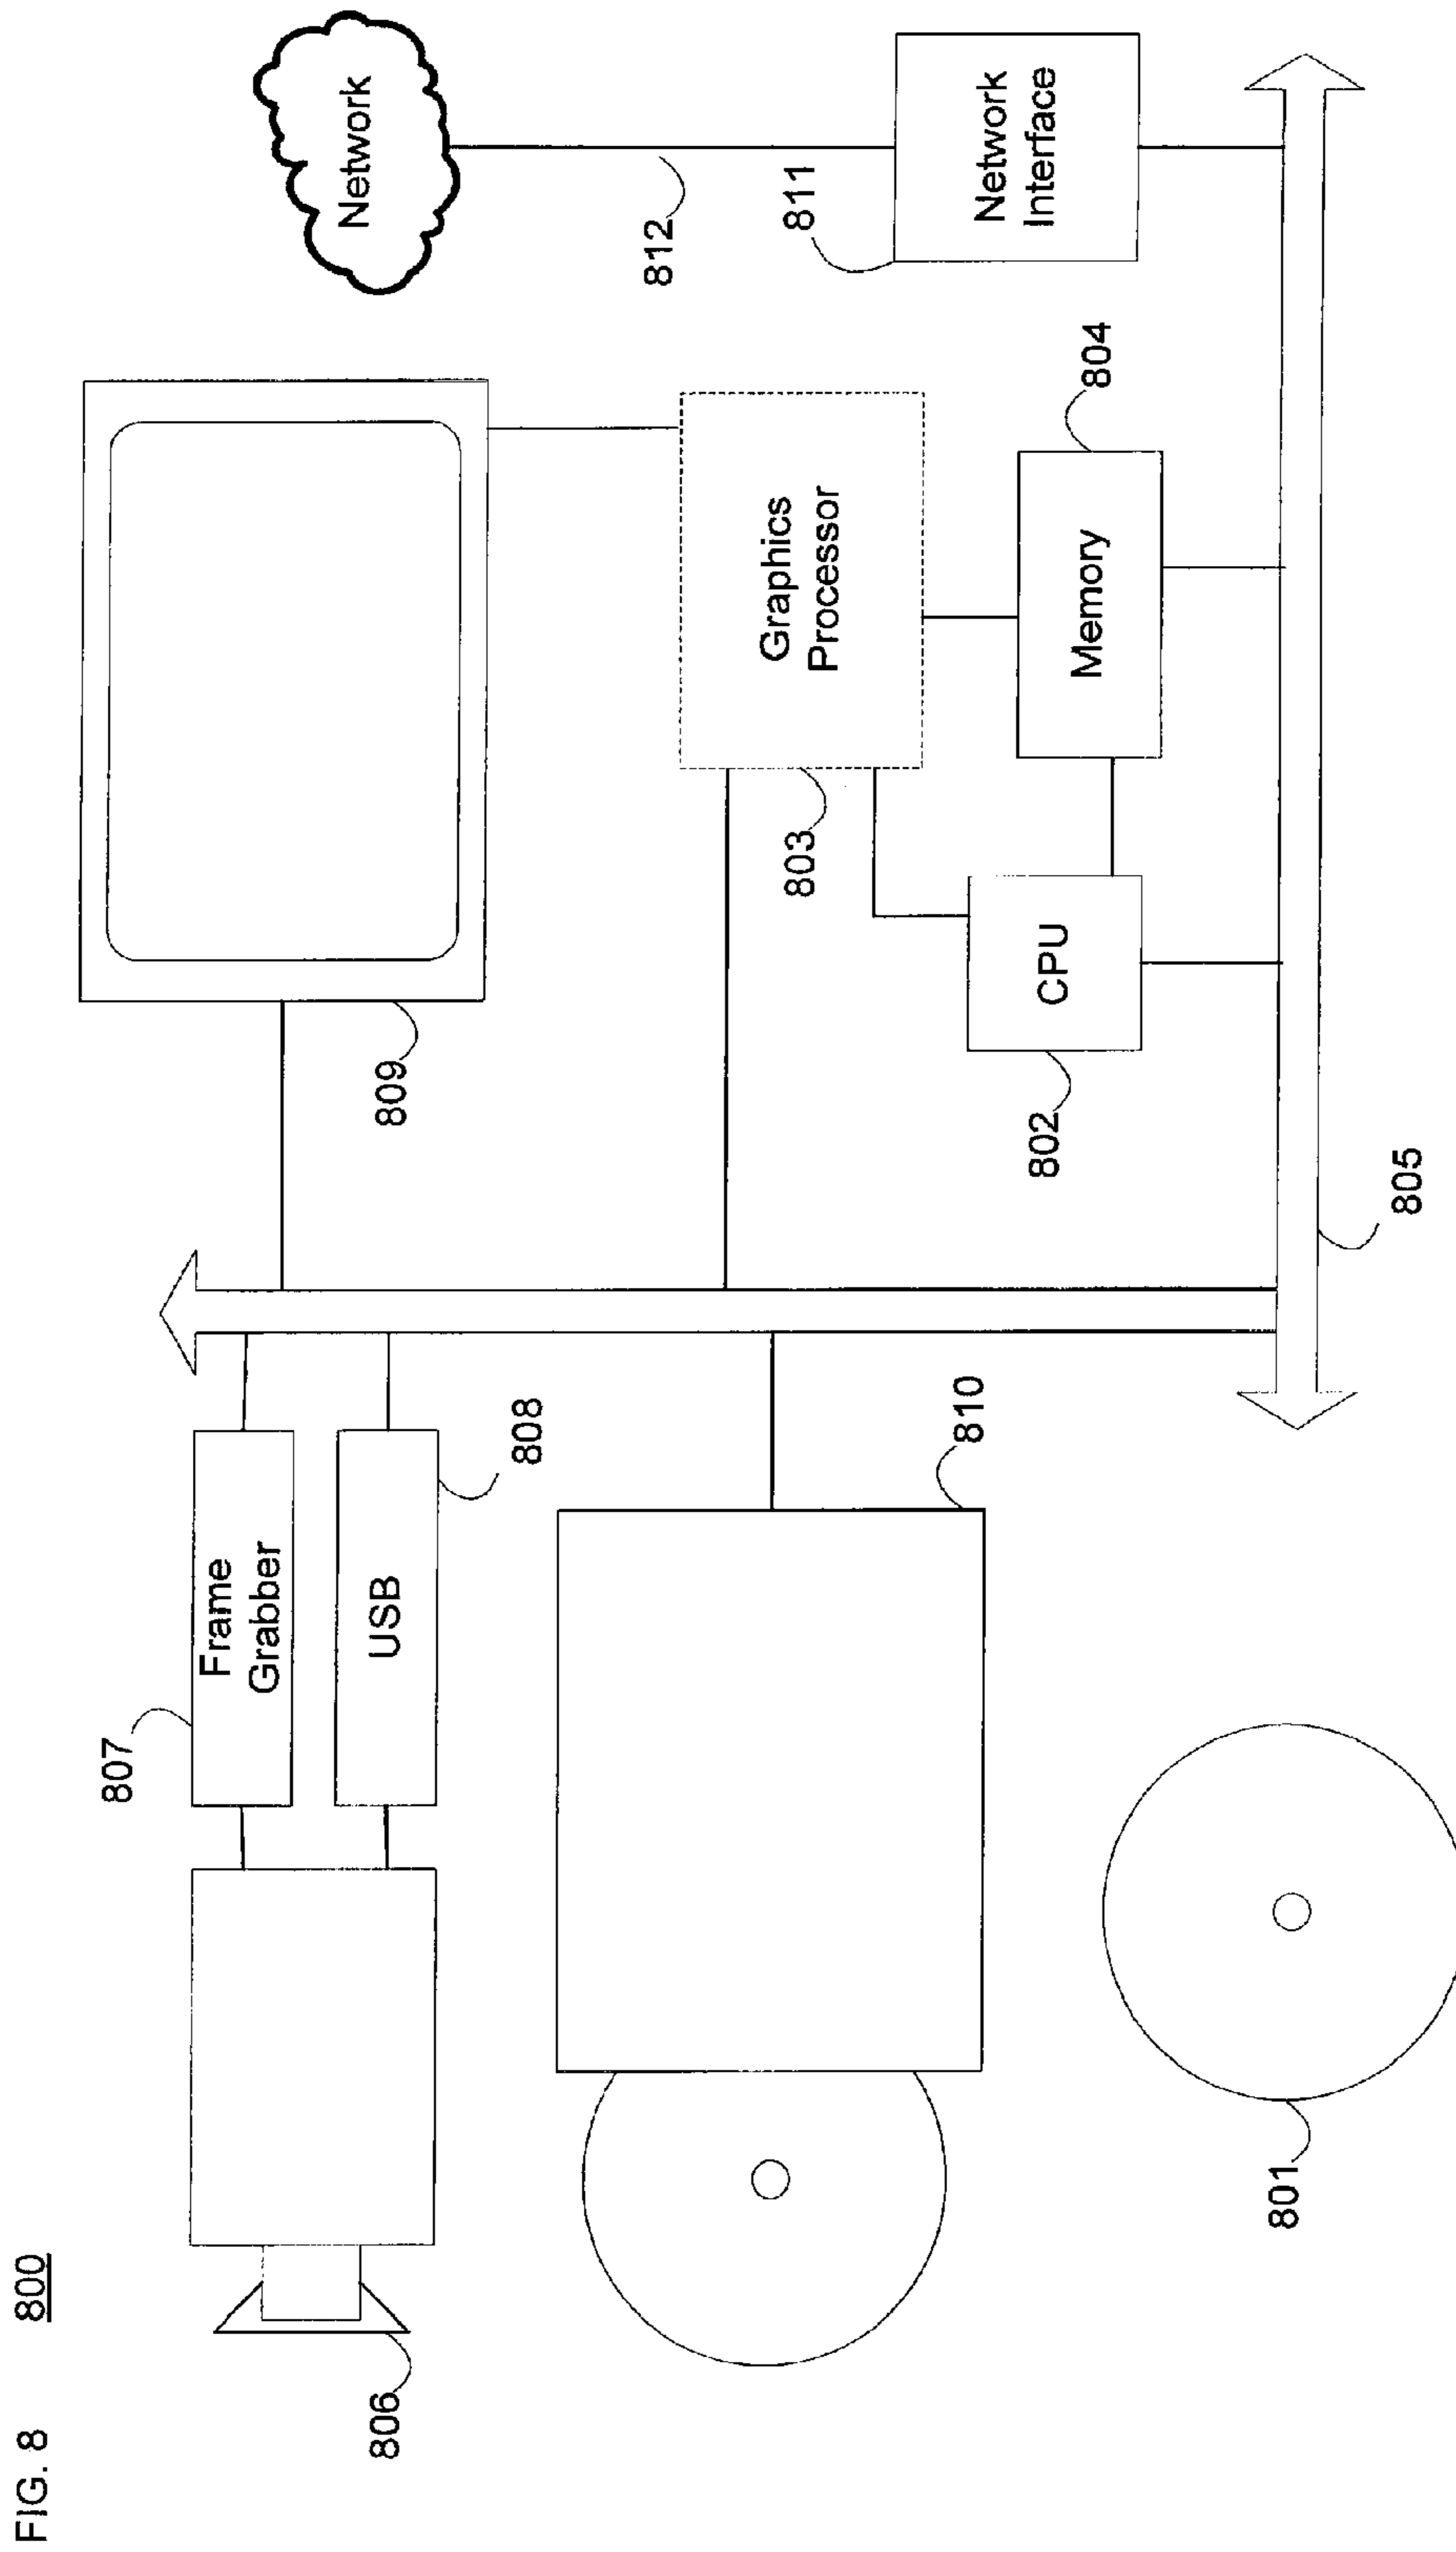 FIG. 8 800
806
807
Frame
Grabber
USB
808
809
Network
812
811
Network
Interface
Graphics
Processor
803
804
Memory
CPU
802
805
810
801